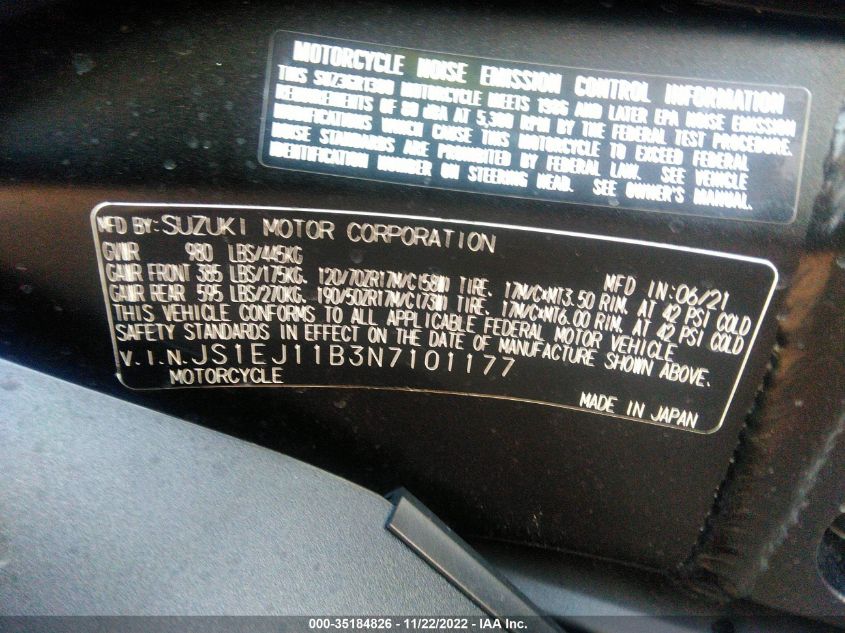 MOTORCYCLE NOISE EMISSION CONTROL INFORMATION
THIS SUZ3GR1300 MOTORCYCLE MEETS 1986 AND LATER EPA NOISE EMISSION
REQUIREMENTS OF 80 dBA AT 5,300 RPM BY THE FEDERAL TEST PROCEDURE.
MODIFICATIONS WHICH CAUSE THIS MOTORCYCLE TO EXCEED FEDERAL
NOISE STANDARDS ARE PROHIBITED BY FEDERAL LAW. SEE VEHICLE
IDENTIFICATION NUMBER ON STEERING HEAD. SEE OWNER'S MANUAL.
MFD BY: SUZUKI MOTOR CORPORATION
GVWR 980 LBS/445KG MFD IN: 06/21
GAWR FRONT 385 LBS/175KG. 120/70ZR17M/C(58W) TIRE. 17M/CxMT3.50 RIM. AT 42 PSI COLD
GAWR REAR 595 LBS/270KG. 190/50ZR17M/C(73W) TIRE. 17M/CxMT6.00 RIM. AT 42 PSI COLD
THIS VEHICLE CONFORMS TO ALL APPLICABLE FEDERAL MOTOR VEHICLE
SAFETY STANDARDS IN EFFECT ON THE DATE OF MANUFACTURE SHOWN ABOVE.
V.I.N. JS1EJ11B3N7101177
MOTORCYCLE
MADE IN JAPAN
000-35184826 - 11/22/2022 - IAA Inc.